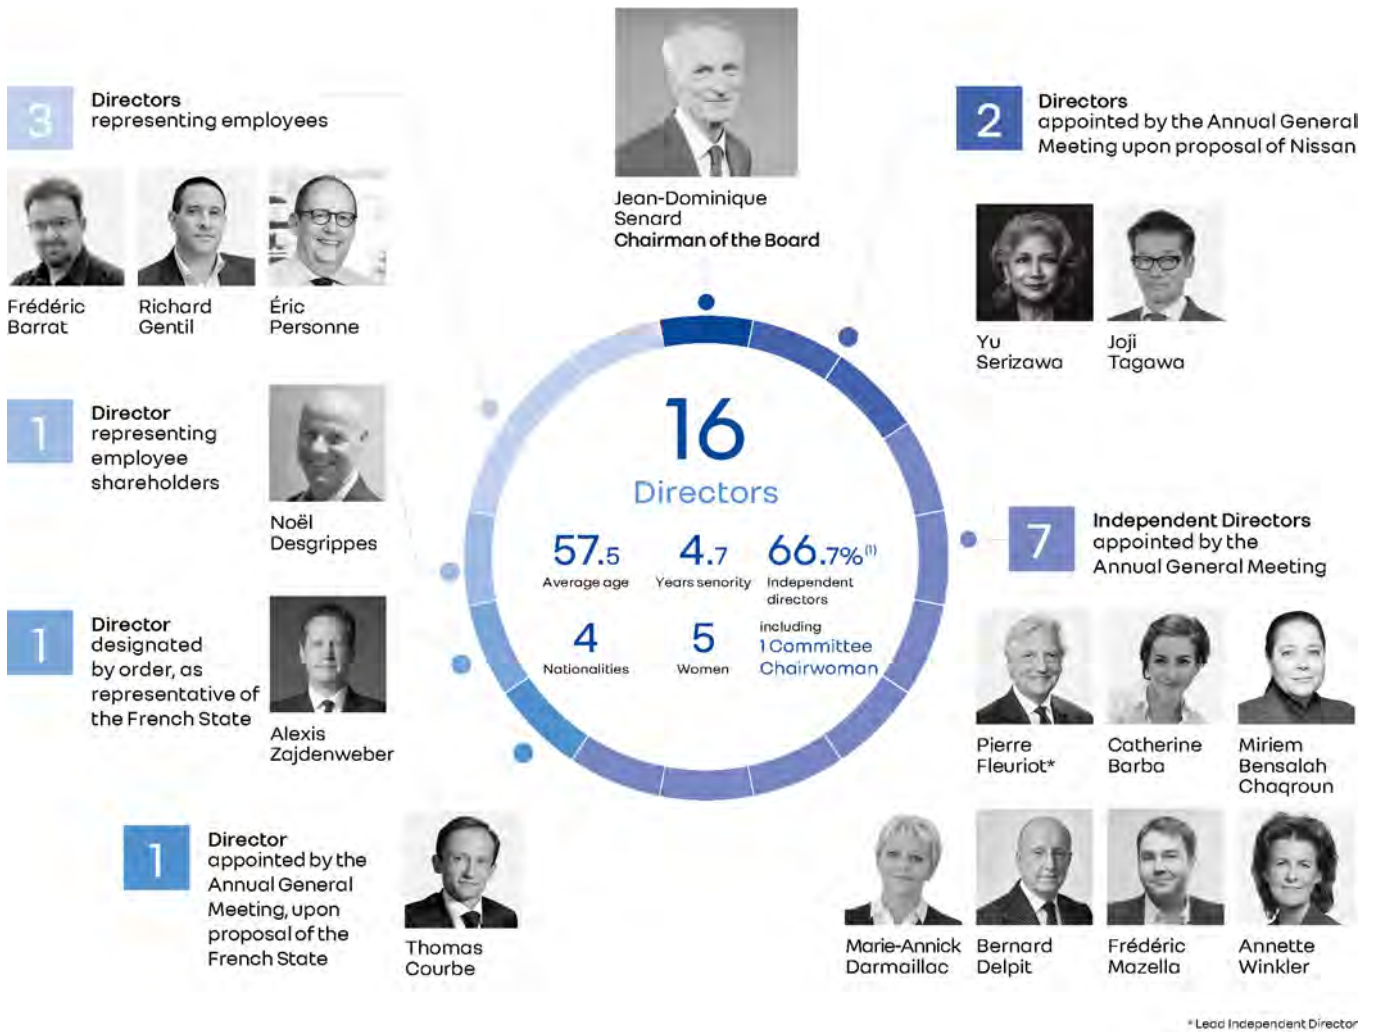 Jean-Dominique
Senard
Chairman of the Board
3
Directors
representing employees
Frédéric
Barrat
Richard
Gentil
Éric
Personne
1
Director
representing
employee
shareholders
Noël
Desgrippes
1
Director
designated
by order, as
representative of
the French State
Alexis
Zajdenweber
1
Director
appointed by the
Annual General
Meeting, upon
proposal of the
French State
Thomas
Courbe
16
Directors
57.5
Average age
4.7
Years senority
66.7%(1)
Independent
directors
4
Nationalities
5
Women
including
1 Committee
Chairwoman
2
Directors
appointed by the Annual General
Meeting upon proposal of Nissan
Yu
Serizawa
Joji
Tagawa
7
Independent Directors
appointed by the
Annual General Meeting
Pierre
Fleuriot*
Catherine
Barba
Miriem
Bensalah
Chaqroun
Marie-Annick
Darmaillac
Bernard
Delpit
Frédéric
Mazella
Annette
Winkler
* Lead Independent Director